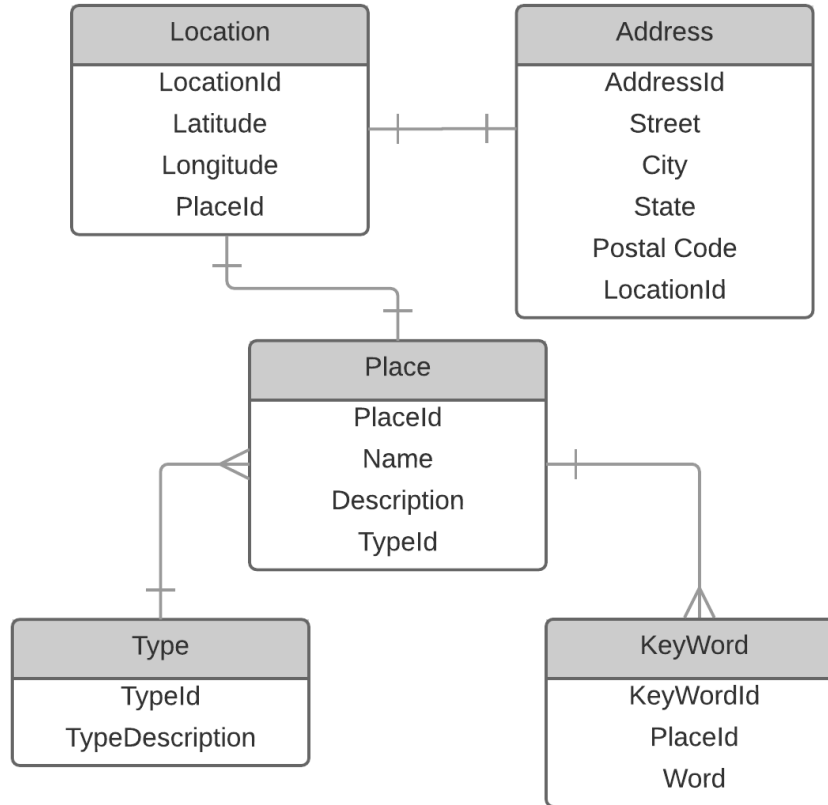 Location
LocationId
Latitude
Longitude
PlaceId
Address
AddressId
Street
City
State
Postal Code
LocationId
Place
PlaceId
Name
Description
TypeId
Type
TypeId
TypeDescription
KeyWord
KeyWordId
PlaceId
Word